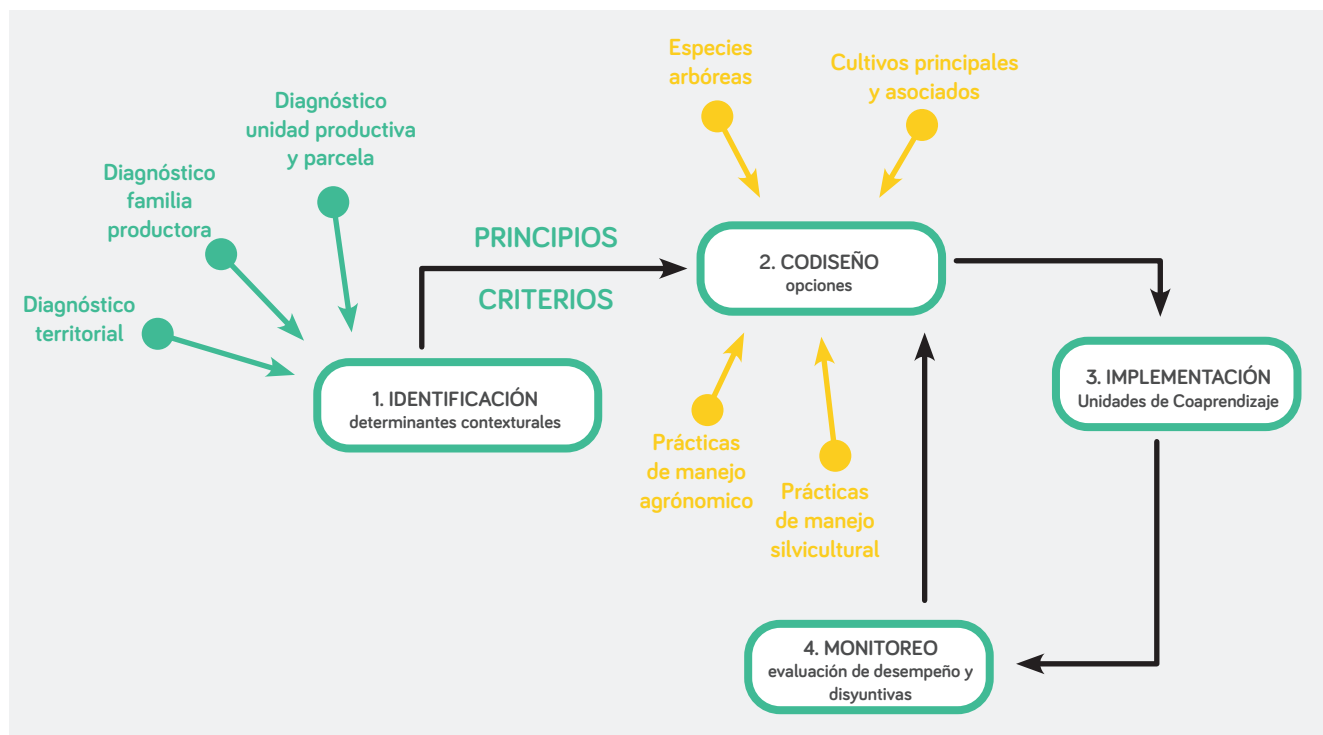 Diagnóstico
territorial
Diagnóstico
familia
productora
Diagnóstico
unidad productiva
y parcela
1. IDENTIFICACIÓN
determinantes contexturales
PRINCIPIOS
CRITERIOS
Especies
arbóreas
Cultivos principales
y asociados
2. CODISEÑO
opciones
Prácticas
de manejo
agrónomico
Prácticas
de manejo
silvicultural
3. IMPLEMENTACIÓN
Unidades de Coaprendizaje
4. MONITOREO
evaluación de desempeño y
disyuntivas